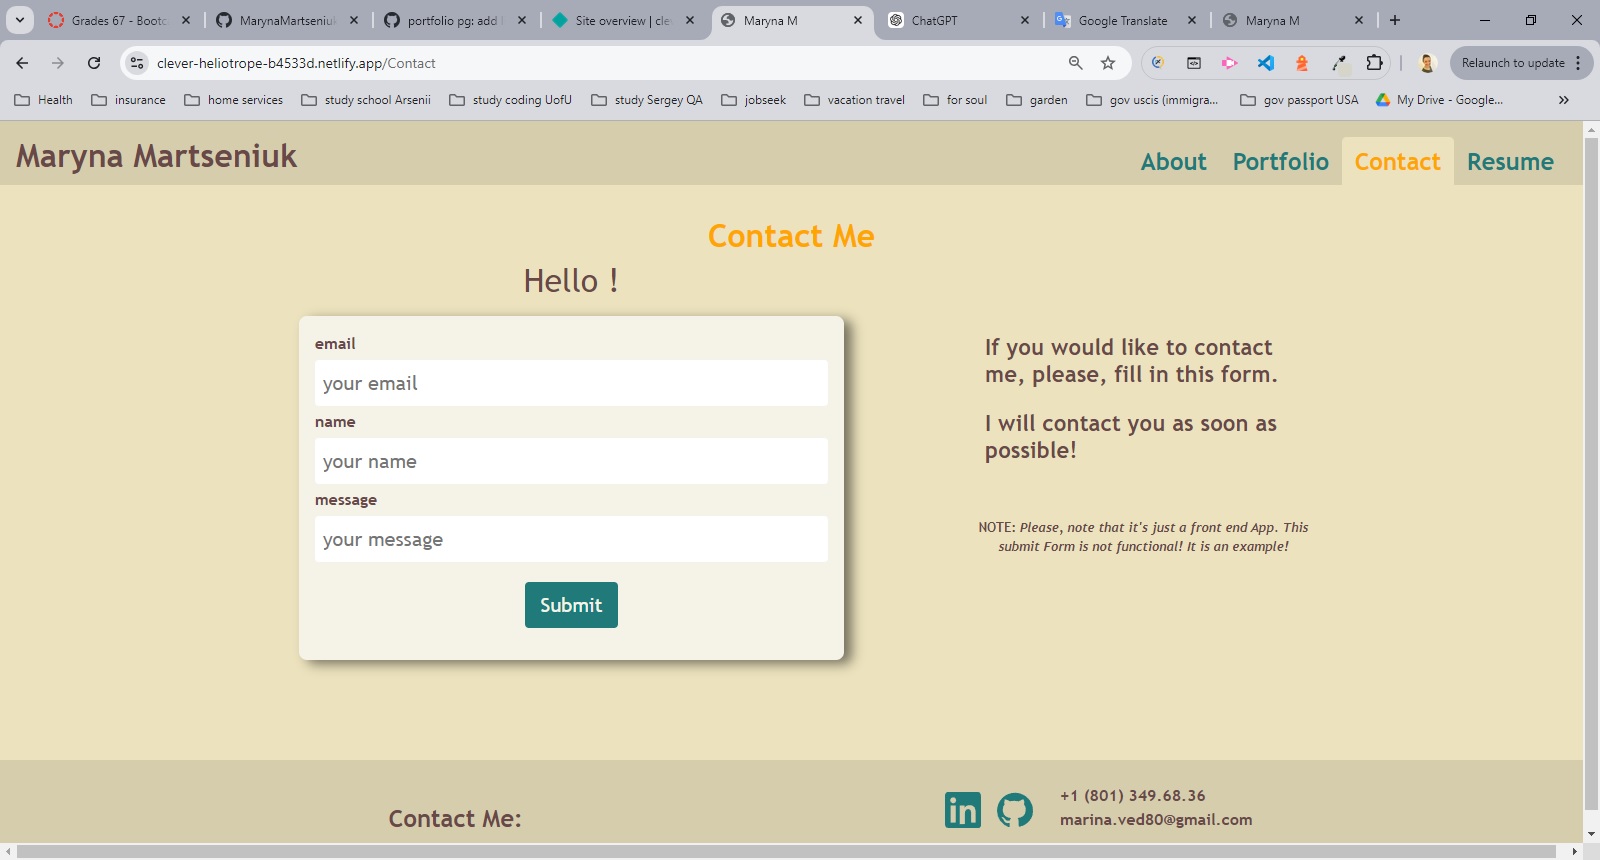 Grades 67 - Bootc
MarynaMartseniuk
portfolio pg: add
Site overview | cle
Maryna M
ChatGPT
Google Translate
Maryna M
clever-heliotrope-b4533d.netlify.app/Contact
Relaunch to update
Health
insurance
home services
study school Arsenii
study coding UofU
study Sergey QA
jobseek
vacation travel
for soul
garden
gov uscis (immigra...
gov passport USA
My Drive - Google...
Maryna Martseniuk
About
Portfolio
Contact
Resume
Contact Me
Hello !
email
your email
name
your name
message
your message
Submit
If you would like to contact
me, please, fill in this form.
I will contact you as soon as
possible!
NOTE: Please, note that it's just a front end App. This
submit Form is not functional! It is an example!
Contact Me:
in
+1 (801) 349.68.36
marina.ved80@gmail.com